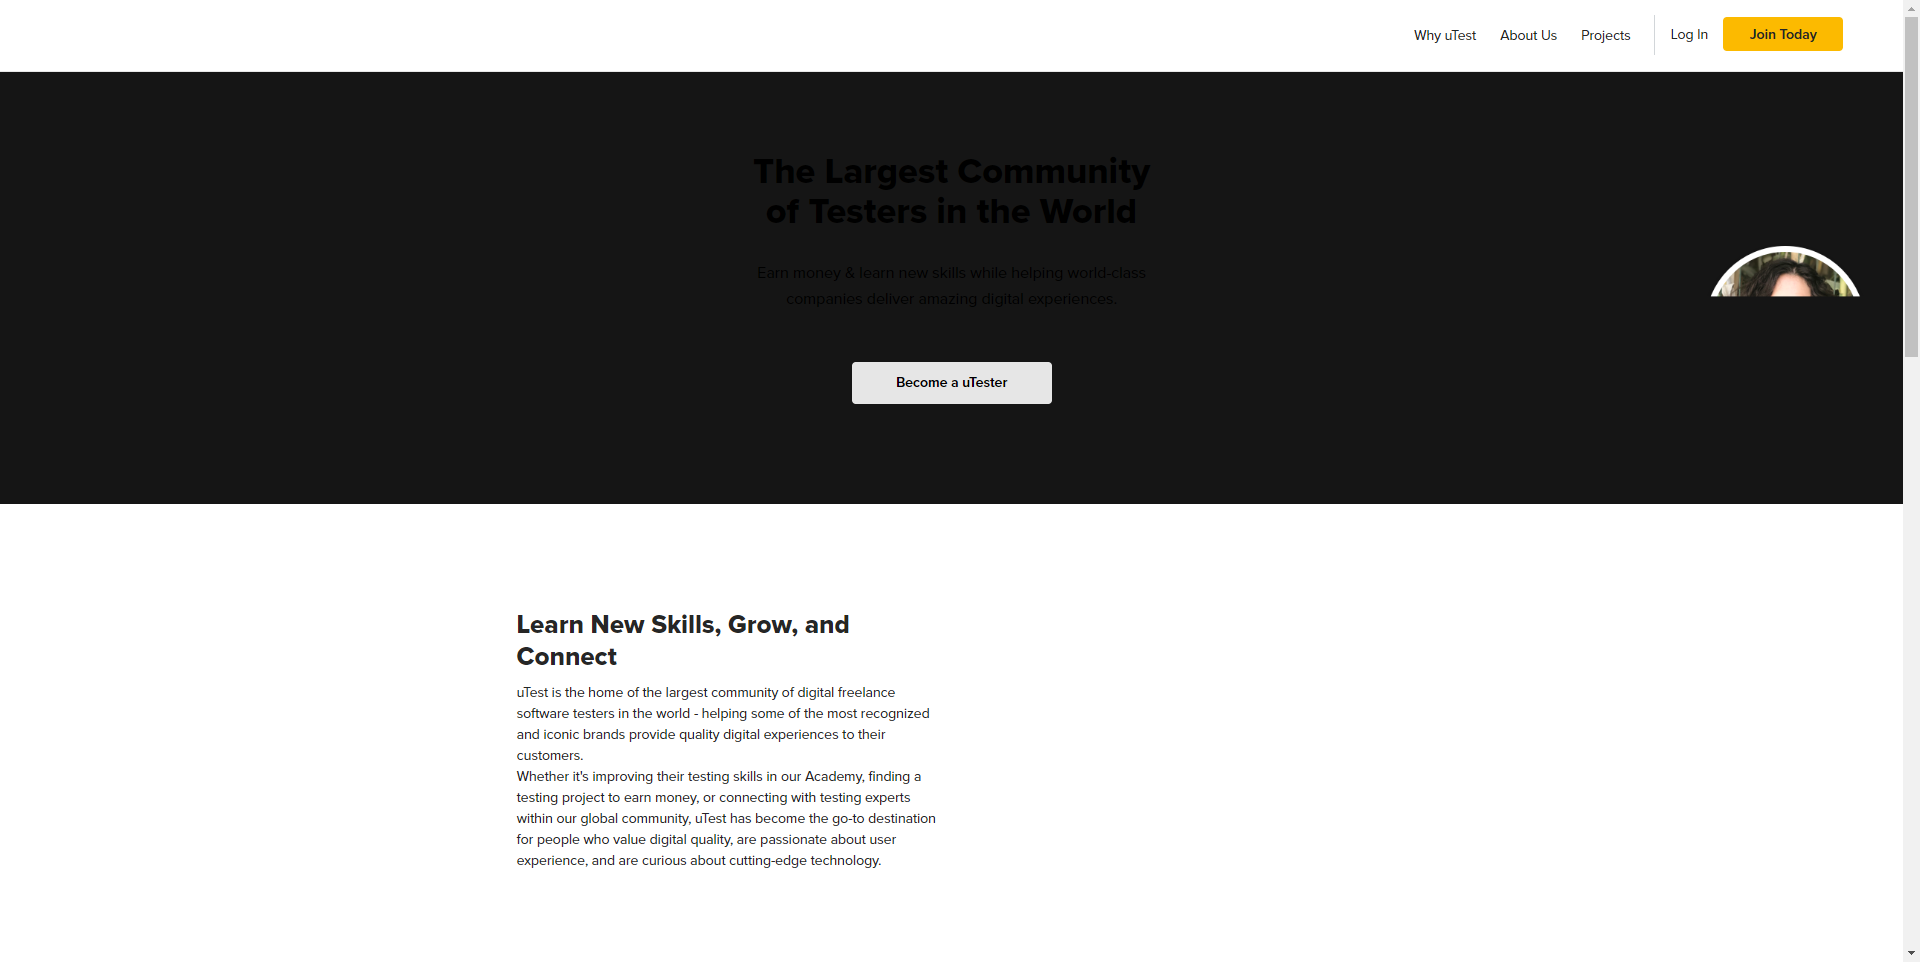 Why uTest
About Us
Projects
Log In
Join Today
The Largest Community
of Testers in the World
Earn money & learn new skills while helping world-class
companies deliver amazing digital experiences.
Become a uTester
Learn New Skills, Grow, and
Connect
uTest is the home of the largest community of digital freelance
software testers in the world - helping some of the most recognized
and iconic brands provide quality digital experiences to their
customers.
Whether it's improving their testing skills in our Academy, finding a
testing project to earn money, or connecting with testing experts
within our global community, uTest has become the go-to destination
for people who value digital quality, are passionate about user
experience, and are curious about cutting-edge technology.